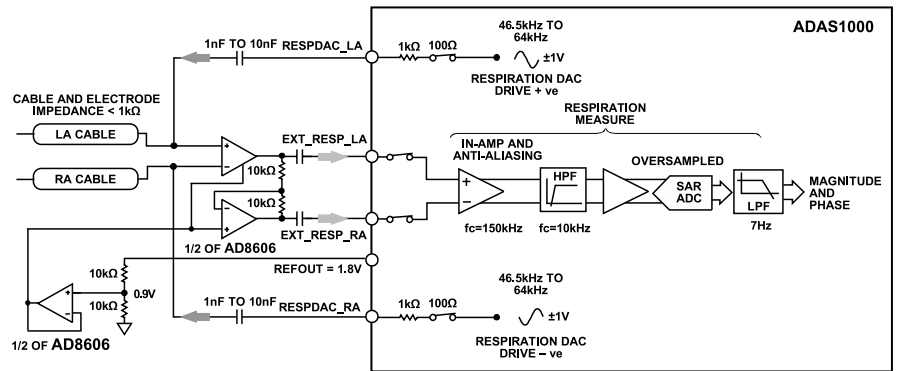 ADAS1000
46.5kHz TO
64kHz
1nF TO 10nF
RESPDAC_LA
1kΩ
100Ω
±1V
RESPIRATION DAC
DRIVE + ve
CABLE AND ELECTRODE
IMPEDANCE < 1kΩ
LA CABLE
RA CABLE
+
–
10kΩ
10kΩ
–
+
EXT_RESP_LA
EXT_RESP_RA
1/2 OF AD8606
RESPIRATION
MEASURE
IN-AMP AND
ANTI-ALIASING
+
–
fc=150kHz
HPF
fc=10kHz
OVERSAMPLED
SAR
ADC
LPF
7Hz
MAGNITUDE
AND
PHASE
REFOUT = 1.8V
10kΩ
0.9V
10kΩ
+
–
1/2 OF AD8606
1nF TO 10nF
RESPDAC_RA
46.5kHz TO
64kHz
1kΩ
100Ω
±1V
RESPIRATION DAC
DRIVE – ve